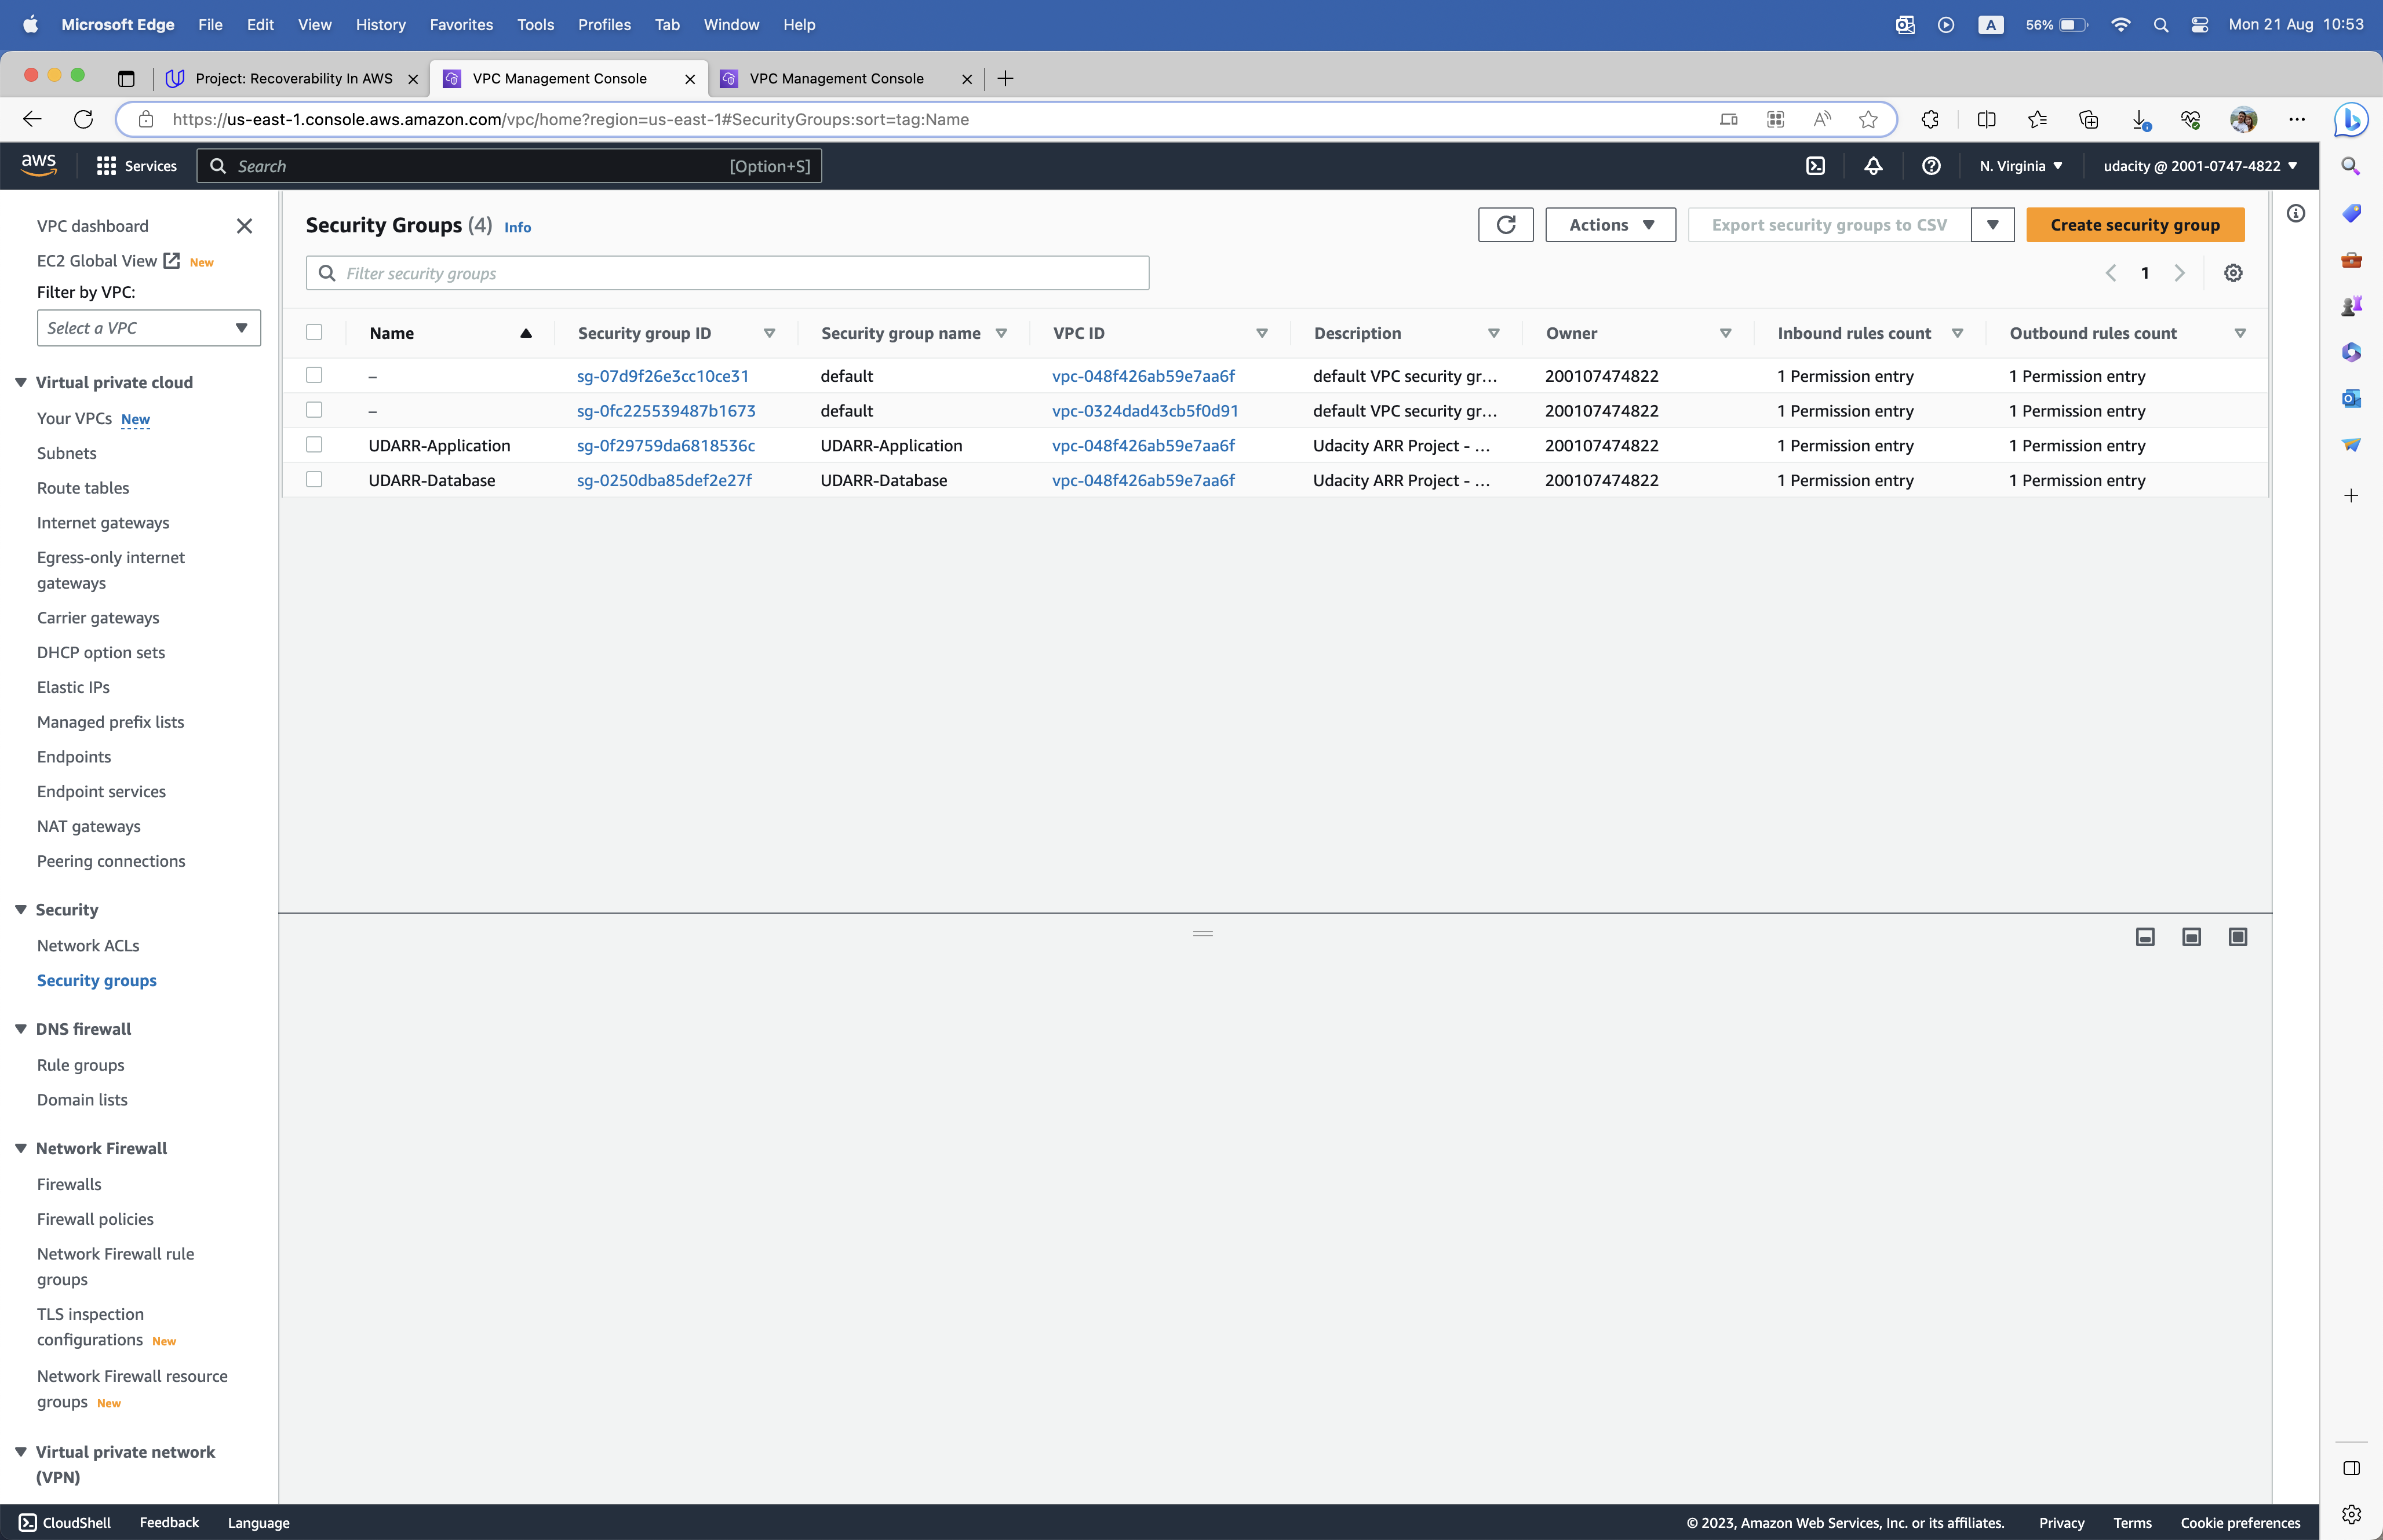 Microsoft Edge File Edit View History Favorites Tools Profiles Tab Window Help A 56% Mon 21 Aug 10:53
Project: Recoverability In AWS VPC Management Console VPC Management Console
https://us-east-1.console.aws.amazon.com/vpc/home?region=us-east-1#SecurityGroups:sort=tag:Name
aws Services Search [Option+S] N. Virginia udacity @ 2001-0747-4822
VPC dashboard
EC2 Global View New
Filter by VPC:
Select a VPC
Virtual private cloud
Your VPCs New
Subnets
Route tables
Internet gateways
Egress-only internet
gateways
Carrier gateways
DHCP option sets
Elastic IPs
Managed prefix lists
Endpoints
Endpoint services
NAT gateways
Peering connections
Security
Network ACLs
Security groups
DNS firewall
Rule groups
Domain lists
Network Firewall
Firewalls
Firewall policies
Network Firewall rule
groups
TLS inspection
configurations New
Network Firewall resource
groups New
Virtual private network
(VPN)
Security Groups (4) Info Actions Export security groups to CSV Create security group
Filter security groups 1
Name Security group ID Security group name VPC ID Description Owner Inbound rules count Outbound rules count
– sg-07d9f26e3cc10ce31 default vpc-048f426ab59e7aa6f default VPC security gr... 200107474822 1 Permission entry 1 Permission entry
– sg-0fc225539487b1673 default vpc-0324dad43cb5f0d91 default VPC security gr... 200107474822 1 Permission entry 1 Permission entry
UDARR-Application sg-0f29759da6818536c UDARR-Application vpc-048f426ab59e7aa6f Udacity ARR Project - ... 200107474822 1 Permission entry 1 Permission entry
UDARR-Database sg-0250dba85def2e27f UDARR-Database vpc-048f426ab59e7aa6f Udacity ARR Project - ... 200107474822 1 Permission entry 1 Permission entry
CloudShell Feedback Language © 2023, Amazon Web Services, Inc. or its affiliates. Privacy Terms Cookie preferences